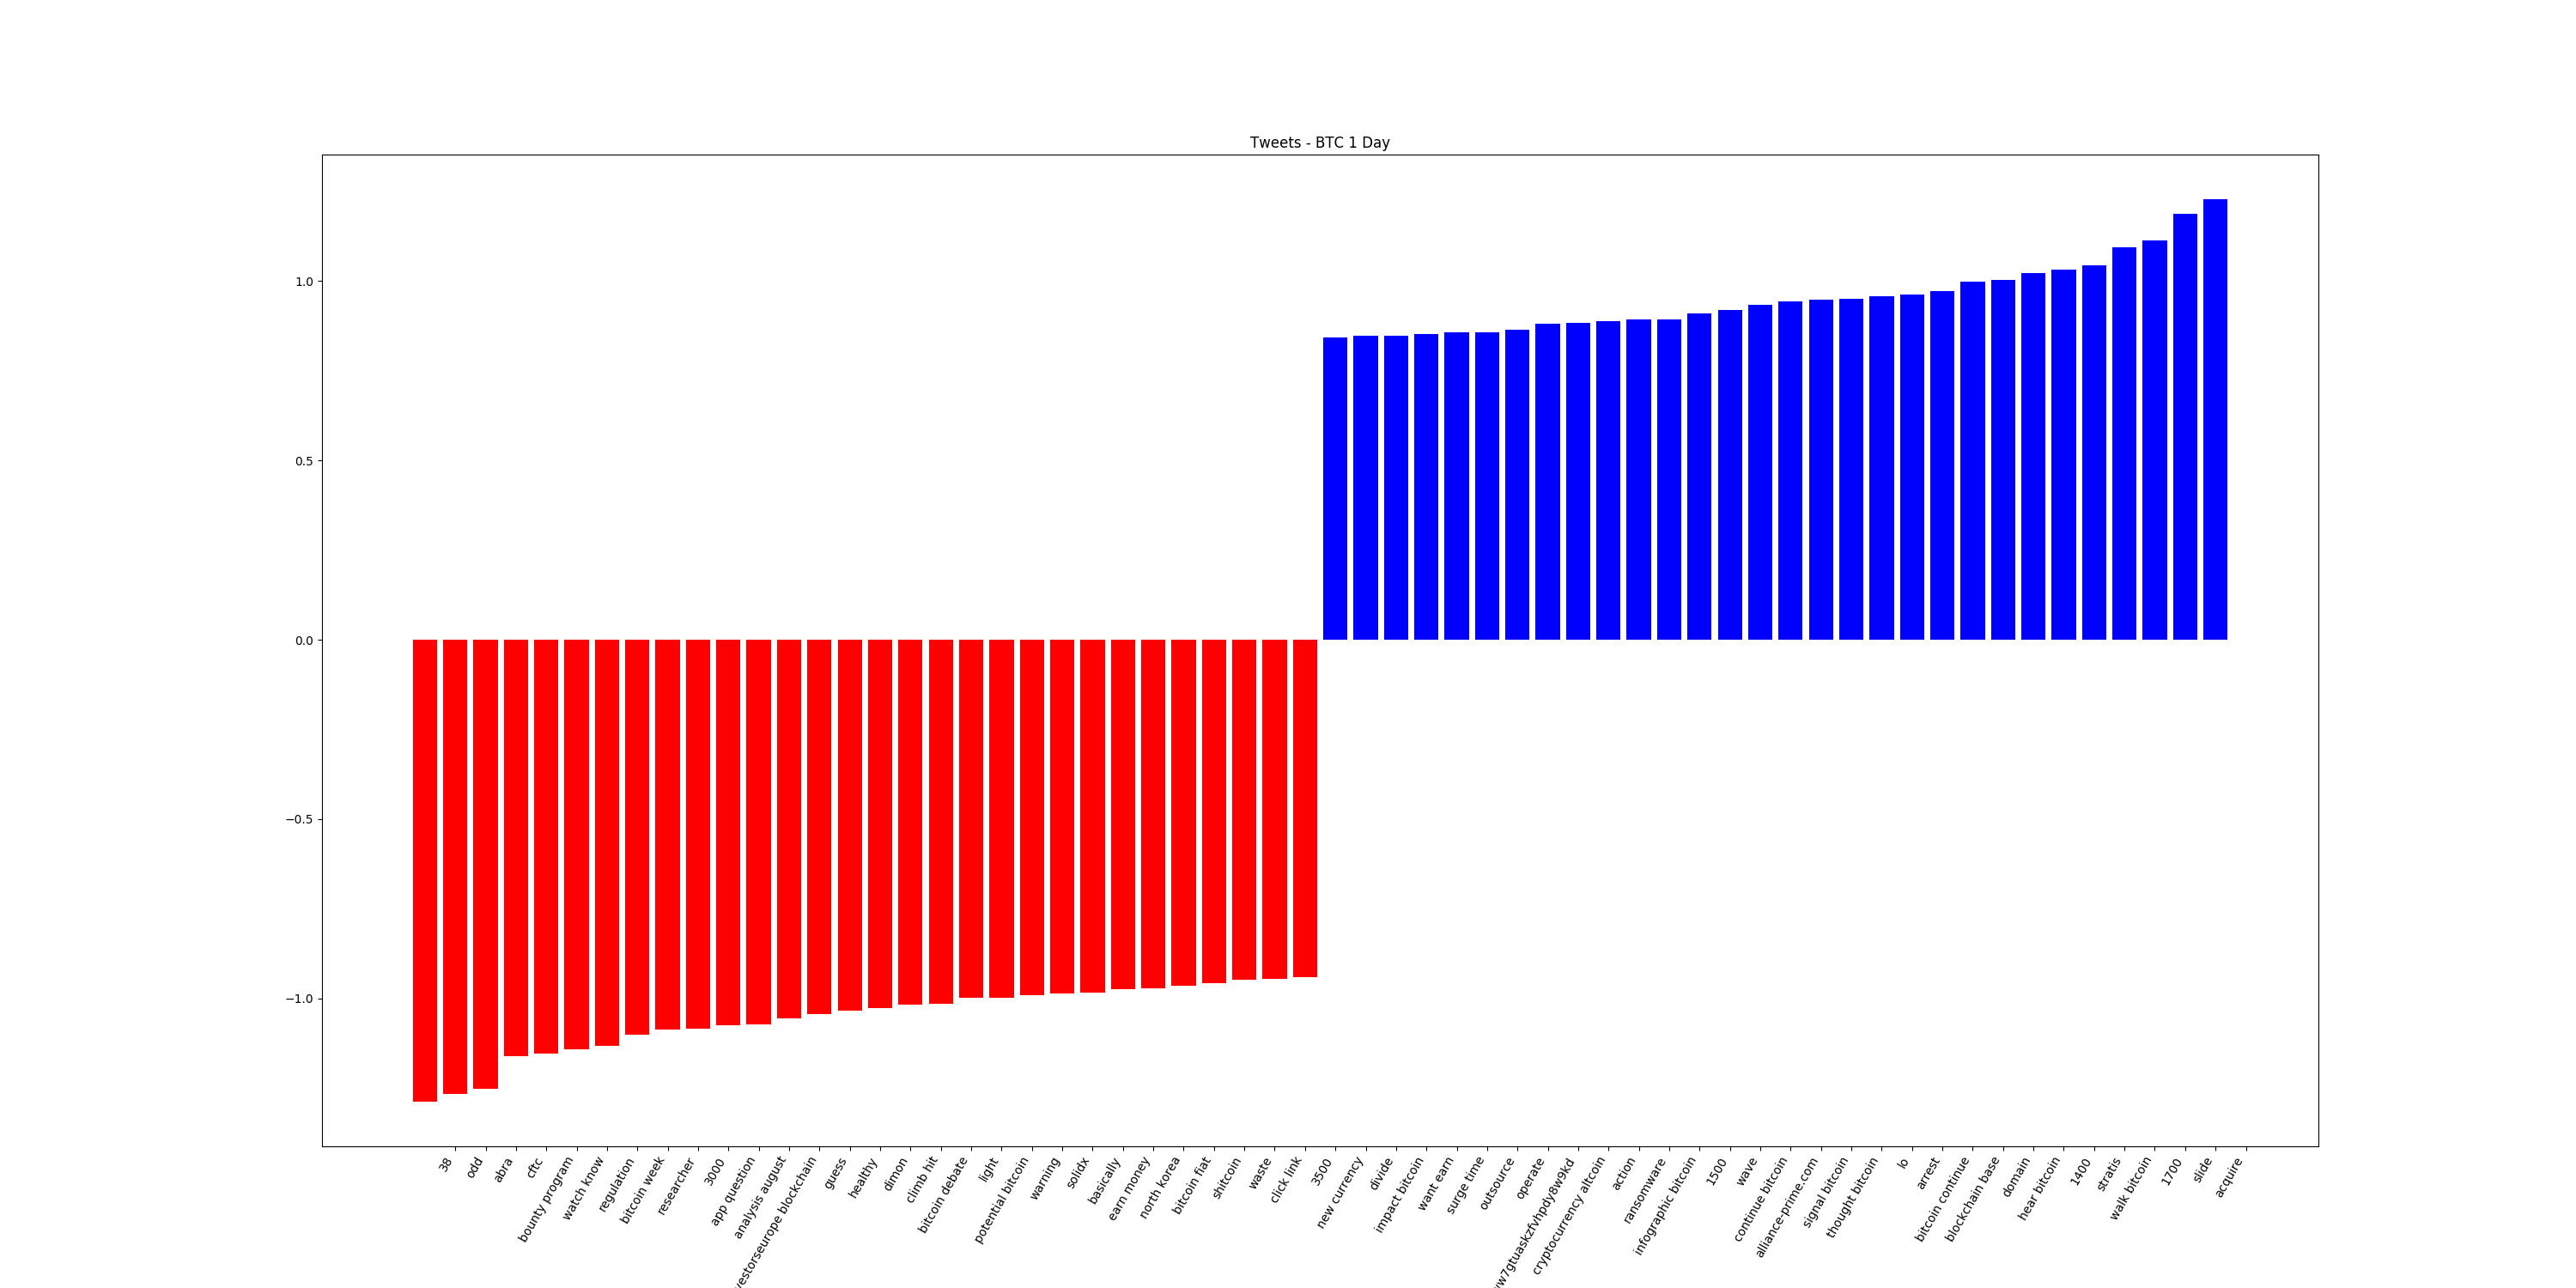 Tweets - BTC 1 Day
1.0
0.5
0.0
−0.5
−1.0
38
odd
abra
cftc
bounty program
watch know
regulation
bitcoin week
researcher
3000
app question
analysis august
vestorseurope blockchain
guess
healthy
dimon
climb hit
bitcoin debate
light
potential bitcoin
warning
solidx
basically
earn money
north korea
bitcoin fiat
shitcoin
waste
click link
3500
new currency
divide
impact bitcoin
want earn
surge time
outsource
operate
w7gtuaskzfvhpdy8w9kd
cryptocurrency altcoin
action
ransomware
infographic bitcoin
1500
wave
continue bitcoin
alliance-prime.com
signal bitcoin
thought bitcoin
lo
arrest
bitcoin continue
blockchain base
domain
hear bitcoin
1400
stratis
walk bitcoin
1700
slide
acquire